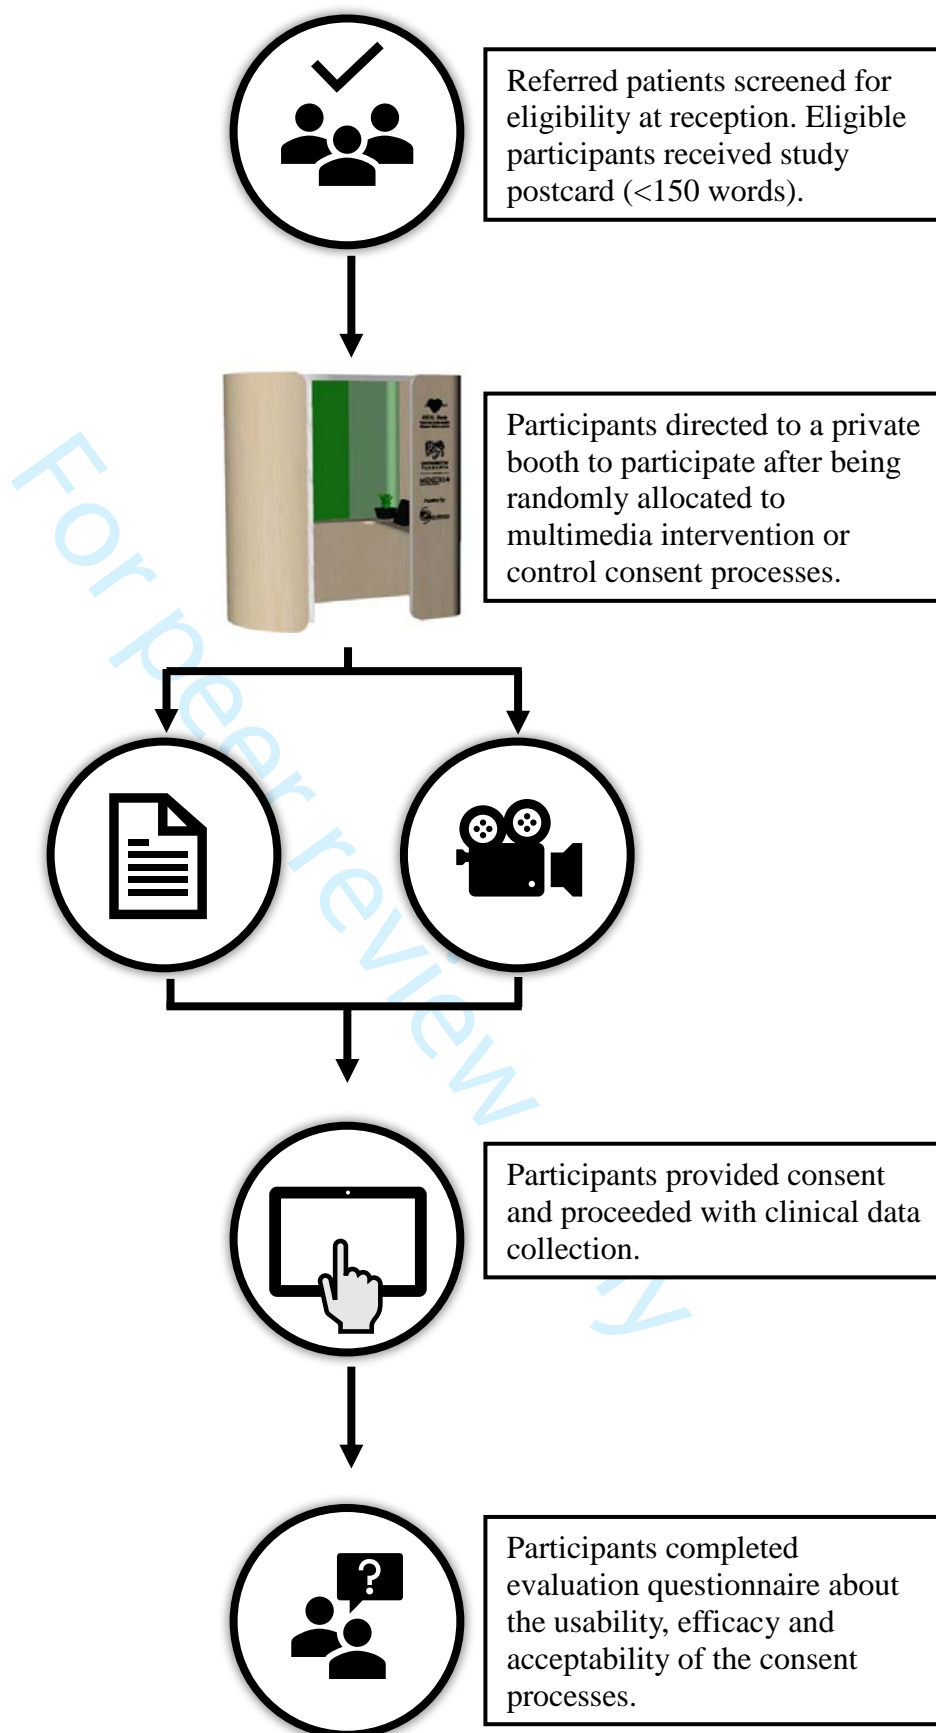 Referred patients screened for
eligibility at reception. Eligible
participants received study
postcard (<150 words).
TASMANIA
MENZIES
Participants directed to a private
booth to participate after being
randomly allocated to
multimedia intervention or
control consent processes.
For peer review
Participants provided consent
and proceeded with clinical data
collection.
?
Participants completed
evaluation questionnaire about
the usability, efficacy and
acceptability of the consent
processes.